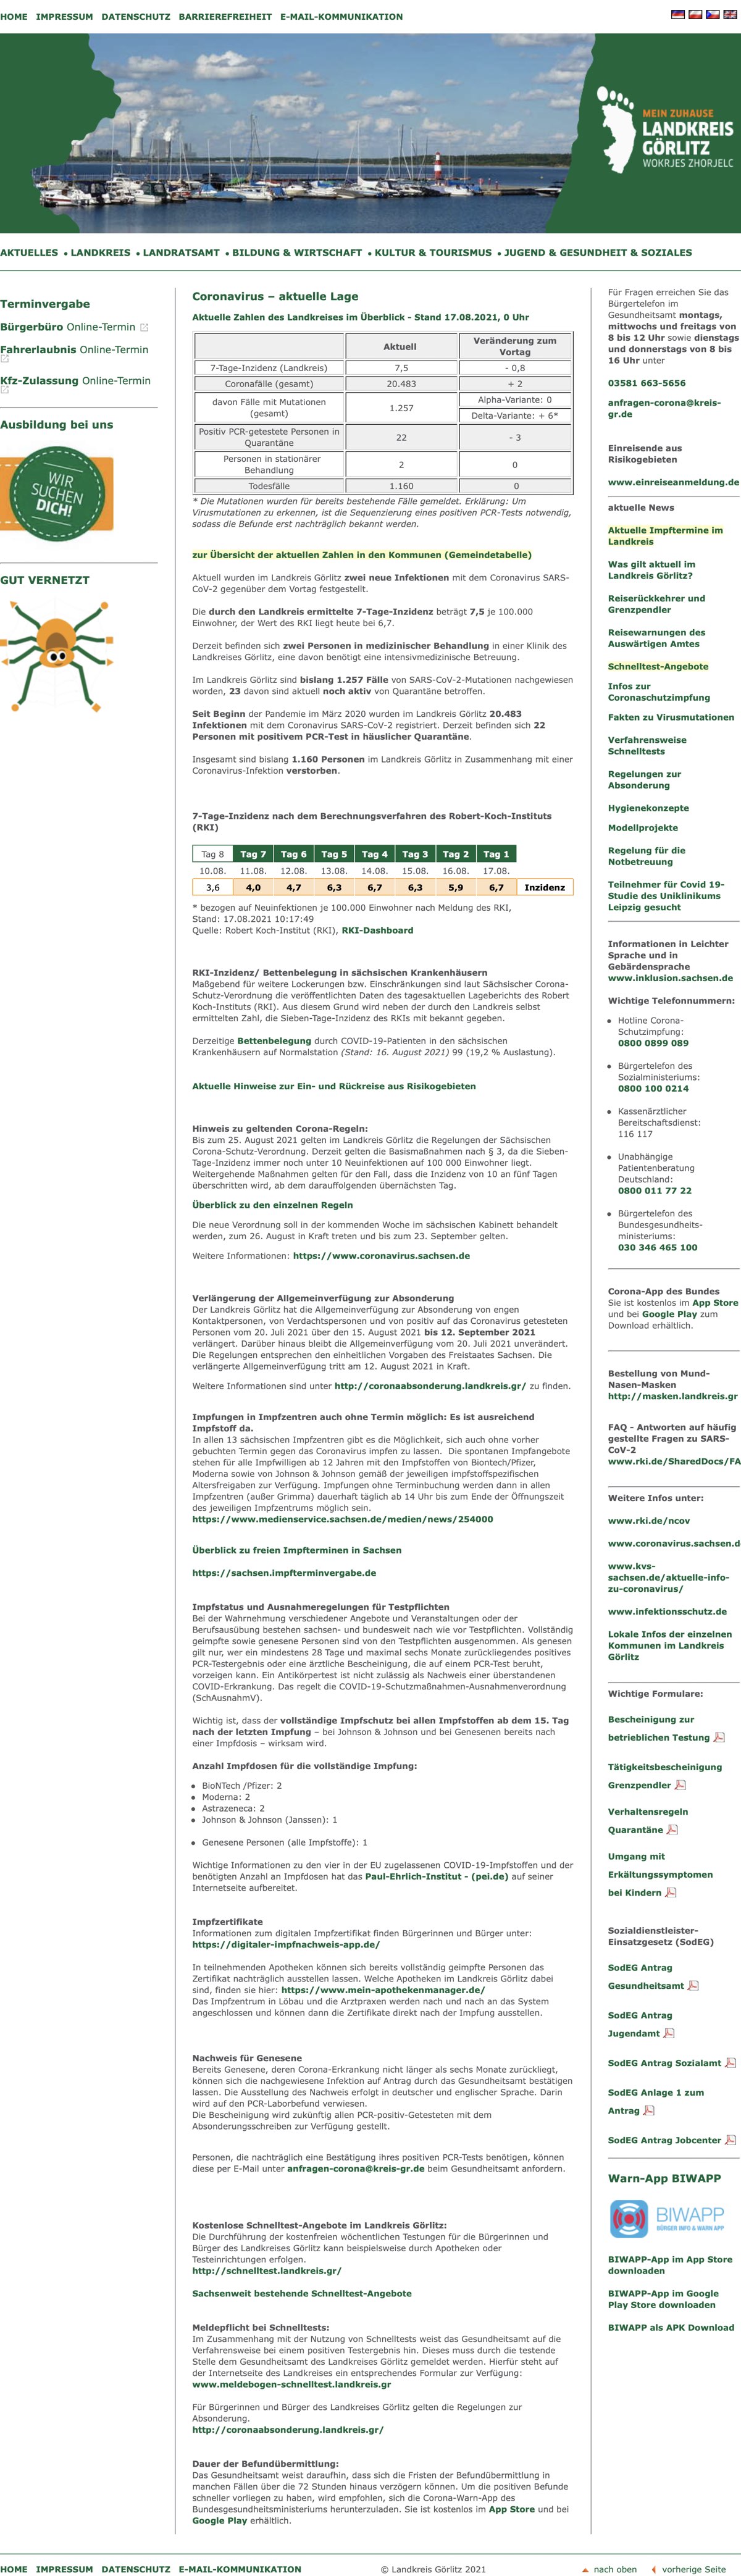 HOME IMPRESSUM DATENSCHUTZ BARRIEREFREIHEIT E-MAIL-KOMMUNIKATION
MEIN ZUHAUSE
LANDKREIS
GÖRLITZ
WOKRJES ZHORJELC
AKTUELLES • LANDKREIS • LANDRATSAMT • BILDUNG & WIRTSCHAFT • KULTUR & TOURISMUS • JUGEND & GESUNDHEIT & SOZIALES
Terminvergabe
Bürgerbüro Online-Termin
Fahrerlaubnis Online-Termin
Kfz-Zulassung Online-Termin
Ausbildung bei uns
WIR
SUCHEN
DICH!
GUT VERNETZT
Coronavirus – aktuelle Lage
Aktuelle Zahlen des Landkreises im Überblick - Stand 17.08.2021, 0 Uhr
Aktuell Veränderung zum
Vortag
7-Tage-Inzidenz (Landkreis) 7,5 - 0,8
Coronafälle (gesamt) 20.483 + 2
davon Fälle mit Mutationen
(gesamt) 1.257 Alpha-Variante: 0
Delta-Variante: + 6*
Positiv PCR-getestete Personen in
Quarantäne 22 - 3
Personen in stationärer
Behandlung 2 0
Todesfälle 1.160 0
* Die Mutationen wurden für bereits bestehende Fälle gemeldet. Erklärung: Um
Virusmutationen zu erkennen, ist die Sequenzierung eines positiven PCR-Tests notwendig,
sodass die Befunde erst nachträglich bekannt werden.
zur Übersicht der aktuellen Zahlen in den Kommunen (Gemeindetabelle)
Aktuell wurden im Landkreis Görlitz zwei neue Infektionen mit dem Coronavirus SARS-
CoV-2 gegenüber dem Vortag festgestellt.
Die durch den Landkreis ermittelte 7-Tage-Inzidenz beträgt 7,5 je 100.000
Einwohner, der Wert des RKI liegt heute bei 6,7.
Derzeit befinden sich zwei Personen in medizinischer Behandlung in einer Klinik des
Landkreises Görlitz, eine davon benötigt eine intensivmedizinische Betreuung.
Im Landkreis Görlitz sind bislang 1.257 Fälle von SARS-CoV-2-Mutationen nachgewiesen
worden, 23 davon sind aktuell noch aktiv von Quarantäne betroffen.
Seit Beginn der Pandemie im März 2020 wurden im Landkreis Görlitz 20.483
Infektionen mit dem Coronavirus SARS-CoV-2 registriert. Derzeit befinden sich 22
Personen mit positivem PCR-Test in häuslicher Quarantäne.
Insgesamt sind bislang 1.160 Personen im Landkreis Görlitz in Zusammenhang mit einer
Coronavirus-Infektion verstorben.
7-Tage-Inzidenz nach dem Berechnungsverfahren des Robert-Koch-Instituts
(RKI)
Tag 8 Tag 7 Tag 6 Tag 5 Tag 4 Tag 3 Tag 2 Tag 1
10.08. 11.08. 12.08. 13.08. 14.08. 15.08. 16.08. 17.08.
3,6 4,0 4,7 6,3 6,7 6,3 5,9 6,7 Inzidenz
* bezogen auf Neuinfektionen je 100.000 Einwohner nach Meldung des RKI,
Stand: 17.08.2021 10:17:49
Quelle: Robert Koch-Institut (RKI), RKI-Dashboard
RKI-Inzidenz/ Bettenbelegung in sächsischen Krankenhäusern
Maßgebend für weitere Lockerungen bzw. Einschränkungen sind laut Sächsischer Corona-
Schutz-Verordnung die veröffentlichten Daten des tagesaktuellen Lageberichts des Robert
Koch-Instituts (RKI). Aus diesem Grund wird neben der durch den Landkreis selbst
ermittelten Zahl, die Sieben-Tage-Inzidenz des RKIs mit bekannt gegeben.
Derzeitige Bettenbelegung durch COVID-19-Patienten in den sächsischen
Krankenhäusern auf Normalstation (Stand: 16. August 2021) 99 (19,2 % Auslastung).
Aktuelle Hinweise zur Ein- und Rückreise aus Risikogebieten
Hinweis zu geltenden Corona-Regeln:
Bis zum 25. August 2021 gelten im Landkreis Görlitz die Regelungen der Sächsischen
Corona-Schutz-Verordnung. Derzeit gelten die Basismaßnahmen nach § 3, da die Sieben-
Tage-Inzidenz immer noch unter 10 Neuinfektionen auf 100 000 Einwohner liegt.
Weitergehende Maßnahmen gelten für den Fall, dass die Inzidenz von 10 an fünf Tagen
überschritten wird, ab dem darauffolgenden übernächsten Tag.
Überblick zu den einzelnen Regeln
Die neue Verordnung soll in der kommenden Woche im sächsischen Kabinett behandelt
werden, zum 26. August in Kraft treten und bis zum 23. September gelten.
Weitere Informationen: https://www.coronavirus.sachsen.de
Verlängerung der Allgemeinverfügung zur Absonderung
Der Landkreis Görlitz hat die Allgemeinverfügung zur Absonderung von engen
Kontaktpersonen, von Verdachtspersonen und von positiv auf das Coronavirus getesteten
Personen vom 20. Juli 2021 über den 15. August 2021 bis 12. September 2021
verlängert. Darüber hinaus bleibt die Allgemeinverfügung vom 20. Juli 2021 unverändert.
Die Regelungen entsprechen den einheitlichen Vorgaben des Freistaates Sachsen. Die
verlängerte Allgemeinverfügung tritt am 12. August 2021 in Kraft.
Weitere Informationen sind unter http://coronaabsonderung.landkreis.gr/ zu finden.
Impfungen in Impfzentren auch ohne Termin möglich: Es ist ausreichend
Impfstoff da.
In allen 13 sächsischen Impfzentren gibt es die Möglichkeit, sich auch ohne vorher
gebuchten Termin gegen das Coronavirus impfen zu lassen. Die spontanen Impfangebote
stehen für alle Impfwilligen ab 12 Jahren mit den Impfstoffen von Biontech/Pfizer,
Moderna sowie von Johnson & Johnson gemäß der jeweiligen impfstoffspezifischen
Altersfreigaben zur Verfügung. Impfungen ohne Terminbuchung werden dann in allen
Impfzentren (außer Grimma) dauerhaft täglich ab 14 Uhr bis zum Ende der Öffnungszeit
des jeweiligen Impfzentrums möglich sein.
https://www.medienservice.sachsen.de/medien/news/254000
Überblick zu freien Impfterminen in Sachsen
https://sachsen.impfterminvergabe.de
Impfstatus und Ausnahmeregelungen für Testpflichten
Bei der Wahrnehmung verschiedener Angebote und Veranstaltungen oder der
Berufsausübung bestehen sachsen- und bundesweit nach wie vor Testpflichten. Vollständig
geimpfte sowie genesene Personen sind von den Testpflichten ausgenommen. Als genesen
gilt nur, wer ein mindestens 28 Tage und maximal sechs Monate zurückliegendes positives
PCR-Testergebnis oder eine ärztliche Bescheinigung, die auf einem PCR-Test beruht,
vorzeigen kann. Ein Antikörpertest ist nicht zulässig als Nachweis einer überstandenen
COVID-Erkrankung. Das regelt die COVID-19-Schutzmaßnahmen-Ausnahmenverordnung
(SchAusnahmV).
Wichtig ist, dass der vollständige Impfschutz bei allen Impfstoffen ab dem 15. Tag
nach der letzten Impfung – bei Johnson & Johnson und bei Genesenen bereits nach
einer Impfdosis – wirksam wird.
Anzahl Impfdosen für die vollständige Impfung:
• BioNTech /Pfizer: 2
• Moderna: 2
• Astrazeneca: 2
• Johnson & Johnson (Janssen): 1
• Genesene Personen (alle Impfstoffe): 1
Wichtige Informationen zu den vier in der EU zugelassenen COVID-19-Impfstoffen und der
benötigten Anzahl an Impfdosen hat das Paul-Ehrlich-Institut - (pei.de) auf seiner
Internetseite aufbereitet.
Impfzertifikate
Informationen zum digitalen Impfzertifikat finden Bürgerinnen und Bürger unter:
https://digitaler-impfnachweis-app.de/
In teilnehmenden Apotheken können sich bereits vollständig geimpfte Personen das
Zertifikat nachträglich ausstellen lassen. Welche Apotheken im Landkreis Görlitz dabei
sind, finden sie hier: https://www.mein-apothekenmanager.de/
Das Impfzentrum in Löbau und die Arztpraxen werden nach und nach an das System
angeschlossen und können dann die Zertifikate direkt nach der Impfung ausstellen.
Nachweis für Genesene
Bereits Genesene, deren Corona-Erkrankung nicht länger als sechs Monate zurückliegt,
können sich die nachgewiesene Infektion auf Antrag durch das Gesundheitsamt bestätigen
lassen. Die Ausstellung des Nachweis erfolgt in deutscher und englischer Sprache. Darin
wird auf den PCR-Laborbefund verwiesen.
Die Bescheinigung wird zukünftig allen PCR-positiv-Getesteten mit dem
Absonderungsschreiben zur Verfügung gestellt.
Personen, die nachträglich eine Bestätigung ihres positiven PCR-Tests benötigen, können
diese per E-Mail unter anfragen-corona@kreis-gr.de beim Gesundheitsamt anfordern.
Kostenlose Schnelltest-Angebote im Landkreis Görlitz:
Die Durchführung der kostenfreien wöchentlichen Testungen für die Bürgerinnen und
Bürger des Landkreises Görlitz kann beispielsweise durch Apotheken oder
Testeinrichtungen erfolgen.
http://schnelltest.landkreis.gr/
Sachsenweit bestehende Schnelltest-Angebote
Meldepflicht bei Schnelltests:
Im Zusammenhang mit der Nutzung von Schnelltests weist das Gesundheitsamt auf die
Verfahrensweise bei einem positiven Testergebnis hin. Dieses muss durch die testende
Stelle dem Gesundheitsamt des Landkreises Görlitz gemeldet werden. Hierfür steht auf
der Internetseite des Landkreises ein entsprechendes Formular zur Verfügung:
www.meldebogen-schnelltest.landkreis.gr
Für Bürgerinnen und Bürger des Landkreises Görlitz gelten die Regelungen zur
Absonderung.
http://coronaabsonderung.landkreis.gr/
Dauer der Befundübermittlung:
Das Gesundheitsamt weist daraufhin, dass sich die Fristen der Befundübermittlung in
manchen Fällen über die 72 Stunden hinaus verzögern können. Um die positiven Befunde
schneller vorliegen zu haben, wird empfohlen, sich die Corona-Warn-App des
Bundesgesundheitsministeriums herunterzuladen. Sie ist kostenlos im App Store und bei
Google Play erhältlich.
Für Fragen erreichen Sie das
Bürgertelefon im
Gesundheitsamt montags,
mittwochs und freitags von
8 bis 12 Uhr sowie dienstags
und donnerstags von 8 bis
16 Uhr unter
03581 663-5656
anfragen-corona@kreis-
gr.de
Einreisende aus
Risikogebieten
www.einreiseanmeldung.de
aktuelle News
Aktuelle Impftermine im
Landkreis
Was gilt aktuell im
Landkreis Görlitz?
Reiserückkehrer und
Grenzpendler
Reisewarnungen des
Auswärtigen Amtes
Schnelltest-Angebote
Infos zur
Coronaschutzimpfung
Fakten zu Virusmutationen
Verfahrensweise
Schnelltests
Regelungen zur
Absonderung
Hygienekonzepte
Modellprojekte
Regelung für die
Notbetreuung
Teilnehmer für Covid 19-
Studie des Uniklinikums
Leipzig gesucht
Informationen in Leichter
Sprache und in
Gebärdensprache
www.inklusion.sachsen.de
Wichtige Telefonnummern:
• Hotline Corona-
Schutzimpfung:
0800 0899 089
• Bürgertelefon des
Sozialministeriums:
0800 100 0214
• Kassenärztlicher
Bereitschaftsdienst:
116 117
• Unabhängige
Patientenberatung
Deutschland:
0800 011 77 22
• Bürgertelefon des
Bundesgesundheits-
ministeriums:
030 346 465 100
Corona-App des Bundes
Sie ist kostenlos im App Store
und bei Google Play zum
Download erhältlich.
Bestellung von Mund-
Nasen-Masken
http://masken.landkreis.gr
FAQ - Antworten auf häufig
gestellte Fragen zu SARS-
CoV-2
www.rki.de/SharedDocs/FA
Weitere Infos unter:
www.rki.de/ncov
www.coronavirus.sachsen.d
www.kvs-
sachsen.de/aktuelle-info-
zu-coronavirus/
www.infektionsschutz.de
Lokale Infos der einzelnen
Kommunen im Landkreis
Görlitz
Wichtige Formulare:
Bescheinigung zur
betrieblichen Testung
Tätigkeitsbescheinigung
Grenzpendler
Verhaltensregeln
Quarantäne
Umgang mit
Erkältungssymptomen
bei Kindern
Sozialdienstleister-
Einsatzgesetz (SodEG)
SodEG Antrag
Gesundheitsamt
SodEG Antrag
Jugendamt
SodEG Antrag Sozialamt
SodEG Anlage 1 zum
Antrag
SodEG Antrag Jobcenter
Warn-App BIWAPP
BIWAPP
BÜRGER INFO & WARN APP
BIWAPP-App im App Store
downloaden
BIWAPP-App im Google
Play Store downloaden
BIWAPP als APK Download
HOME IMPRESSUM DATENSCHUTZ E-MAIL-KOMMUNIKATION © Landkreis Görlitz 2021 nach oben vorherige Seite